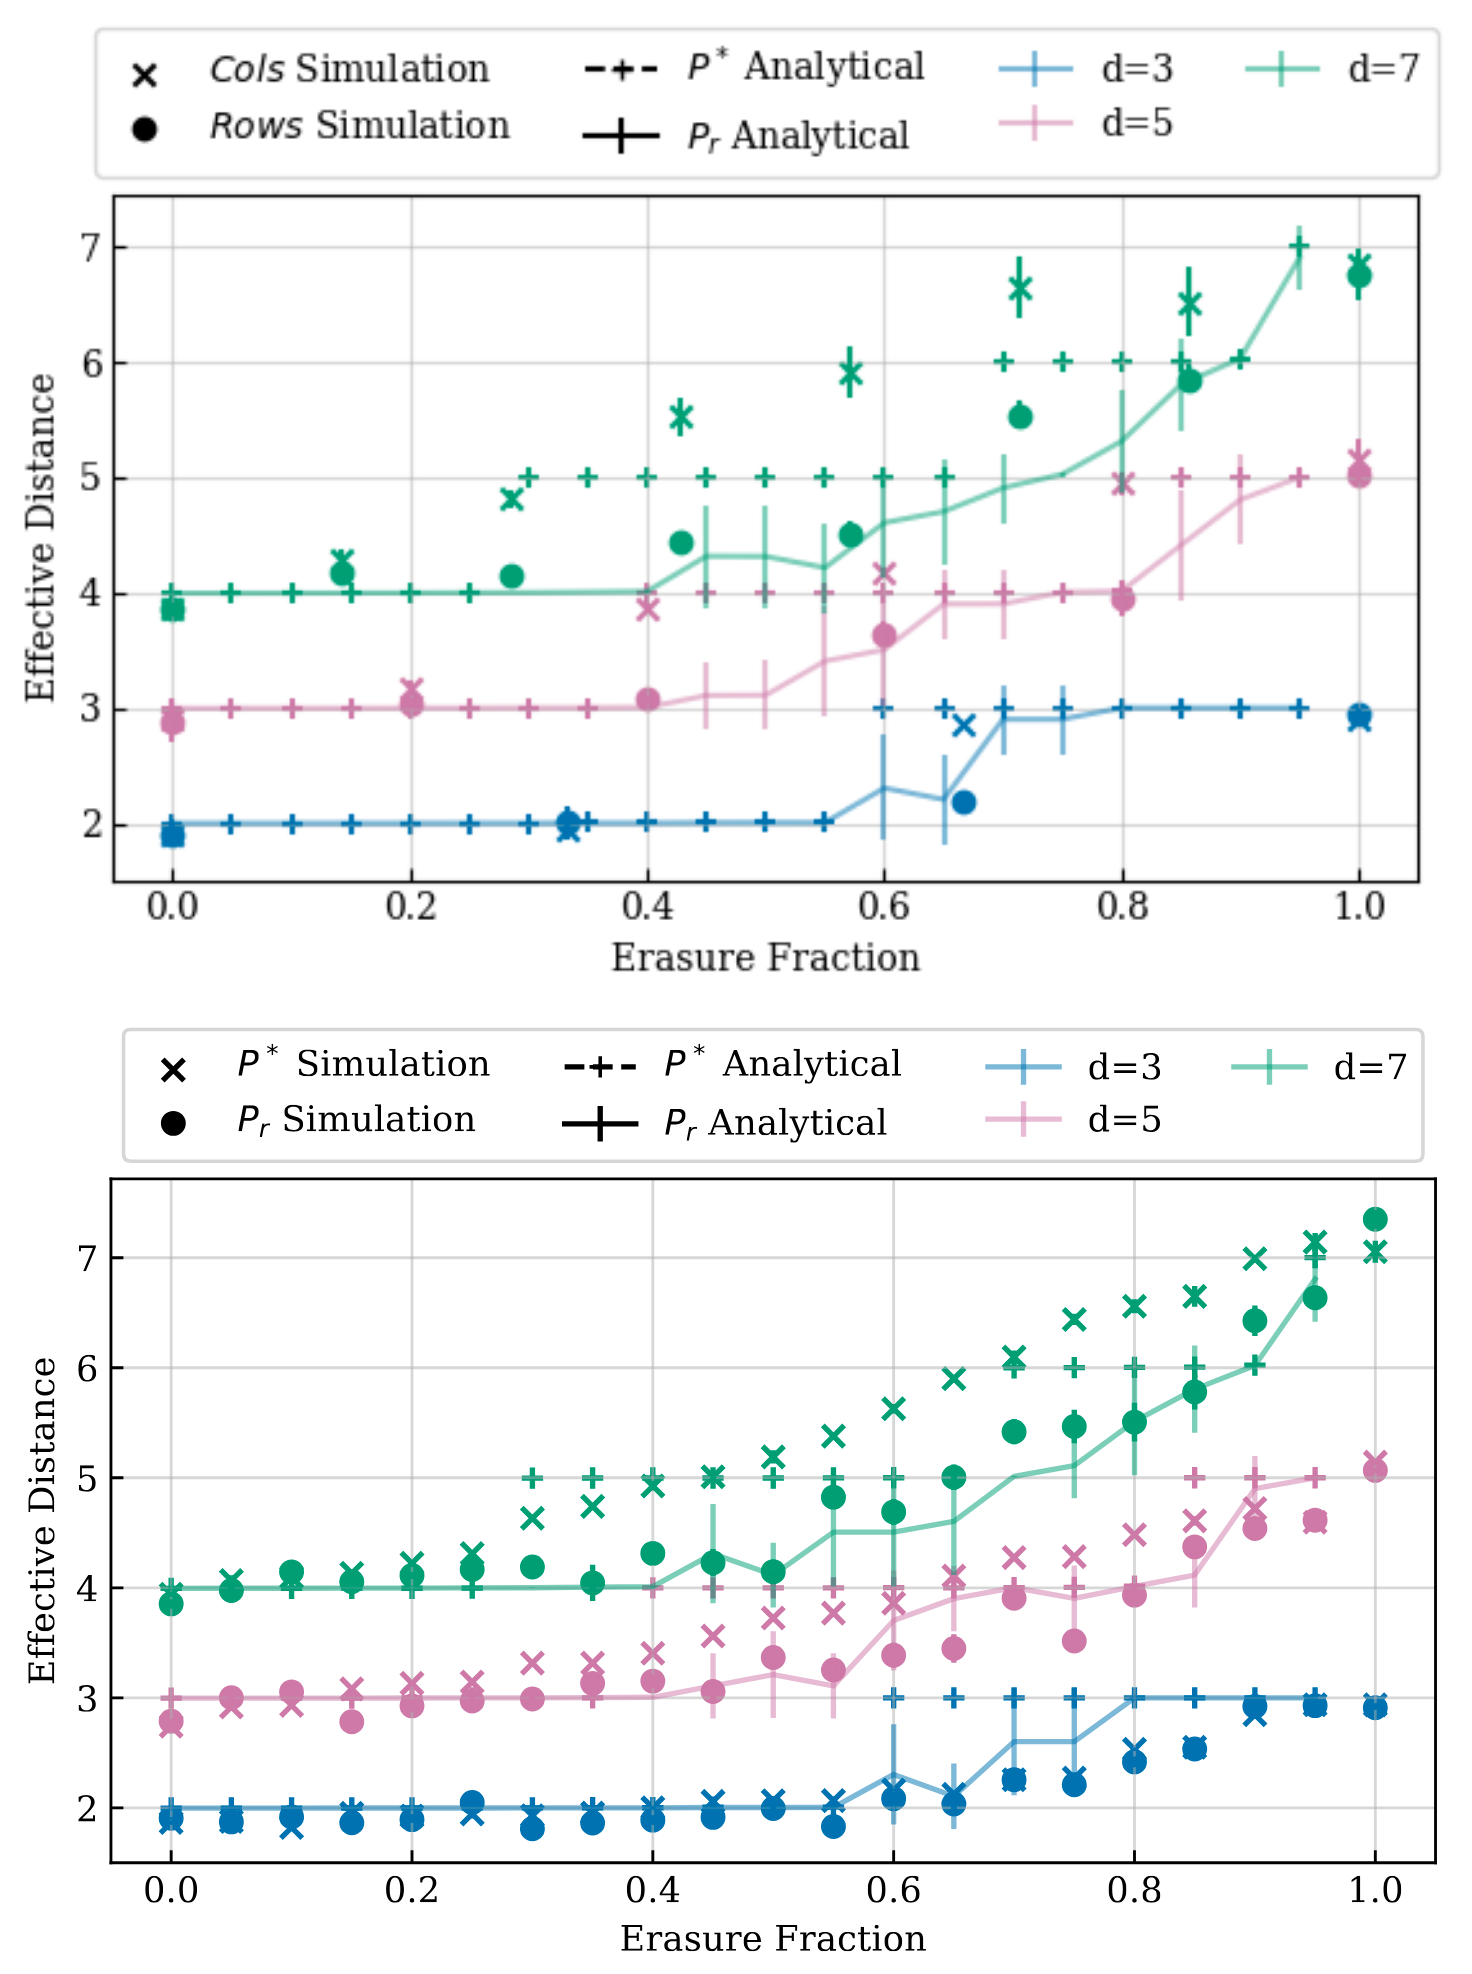 Cols Simulation P* Analytical d=3 d=7
Rows Simulation Pr Analytical d=5
7
6
5
4
3
2
Effective Distance
0.0 0.2 0.4 0.6 0.8 1.0
Erasure Fraction
P* Simulation P* Analytical d=3 d=7
Pr Simulation Pr Analytical d=5
7
6
5
4
3
2
Effective Distance
0.0 0.2 0.4 0.6 0.8 1.0
Erasure Fraction